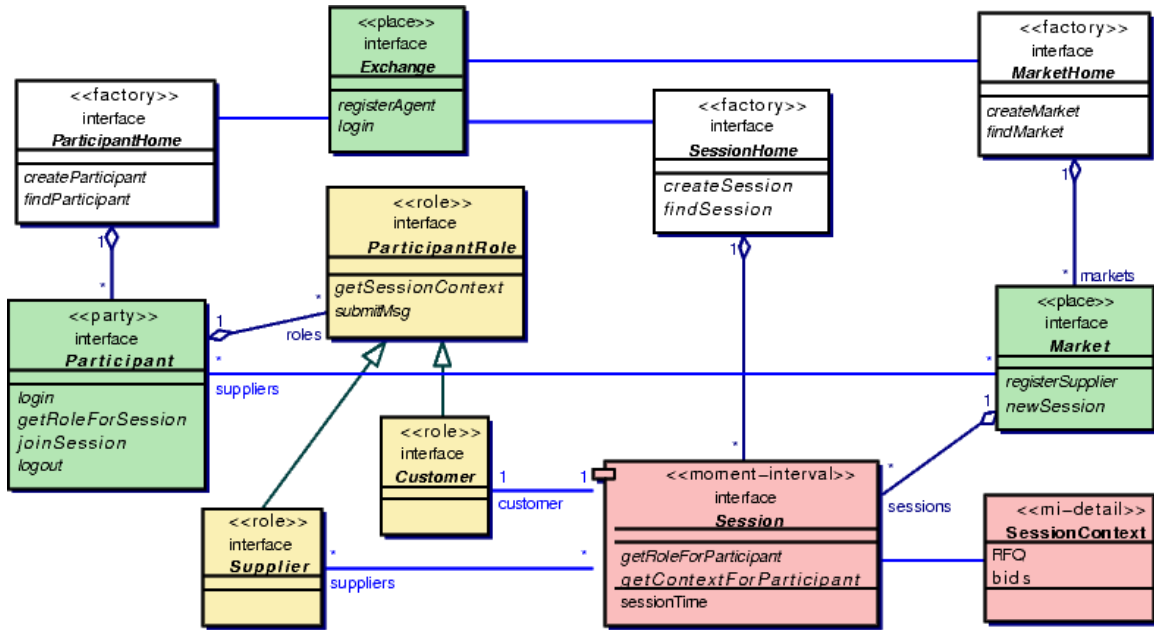 <<place>>
interface
Exchange
registerAgent
login
<<factory>>
interface
MarketHome
createMarket
findMarket
<<factory>>
interface
ParticipantHome
createParticipant
findParticipant
<<factory>>
interface
SessionHome
createSession
findSession
<<role>>
interface
ParticipantRole
getSessionContext
submitMsg
1
*
1
*
1
*
markets
<<party>>
interface
Participant
login
getRoleForSession
joinSession
logout
1
*
roles
*
suppliers
*
<<place>>
interface
Market
registerSupplier
newSession
1
*
sessions
<<role>>
interface
Customer
1
customer
1
<<role>>
interface
Supplier
*
suppliers
*
<<moment-interval>>
interface
Session
getRoleForParticipant
getContextForParticipant
sessionTime
<<mi-detail>>
SessionContext
RFQ
bids